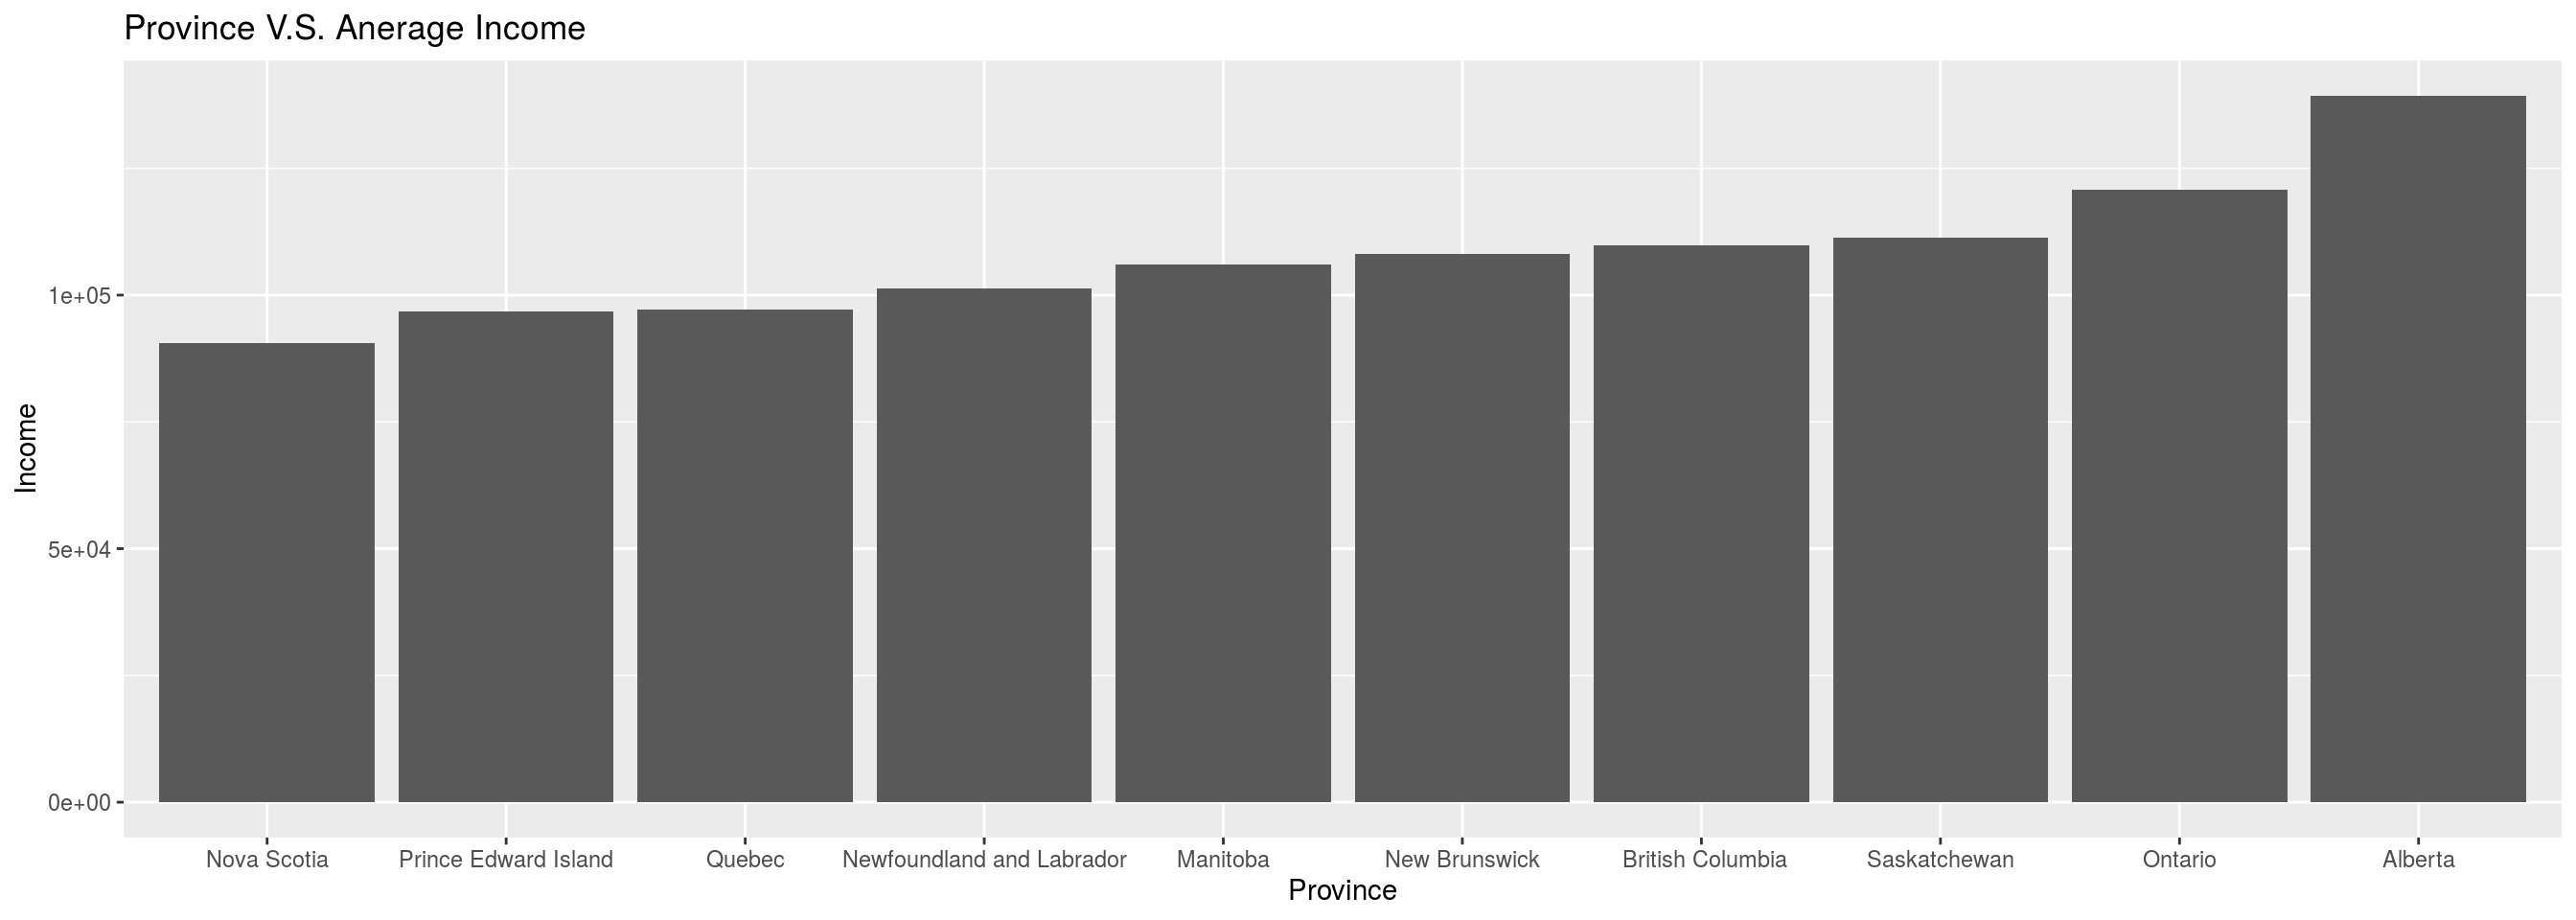 Province V.S. Anerage Income
Income
1e+05
5e+04
0e+00
Nova Scotia Prince Edward Island Quebec Newfoundland and Labrador Manitoba New Brunswick British Columbia Saskatchewan Ontario Alberta
Province